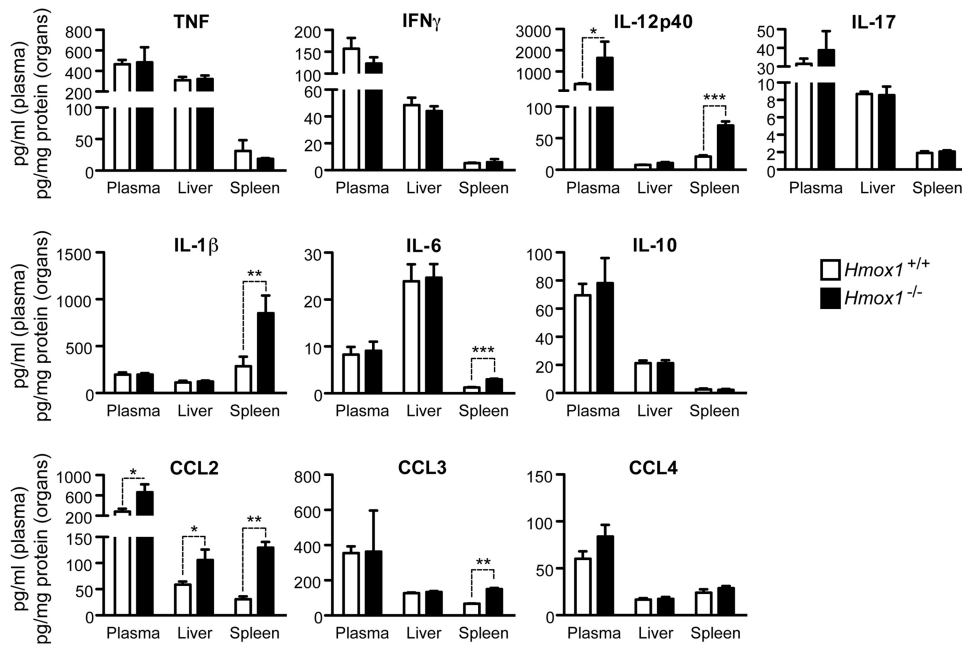 TNF
IFNγ
IL-12p40
IL-17
pg/ml (plasma)
pg/mg protein (organs)
800
600
400
200
100
50
0
Plasma Liver Spleen
200
150
100
60
40
20
0
Plasma Liver Spleen
3000
2000
1000
100
50
0
*
***
Plasma Liver Spleen
50
40
30
10
8
6
4
2
0
Plasma Liver Spleen
IL-1β
IL-6
IL-10
pg/ml (plasma)
pg/mg protein (organs)
1500
1000
500
0
**
Plasma Liver Spleen
30
20
10
0
***
Plasma Liver Spleen
100
80
60
40
20
0
Plasma Liver Spleen
Hmox1+/+
Hmox1-/-
CCL2
CCL3
CCL4
pg/ml (plasma)
pg/mg protein (organs)
1000
600
200
150
100
50
0
*
*
**
Plasma Liver Spleen
800
600
400
200
0
**
Plasma Liver Spleen
150
100
50
0
Plasma Liver Spleen